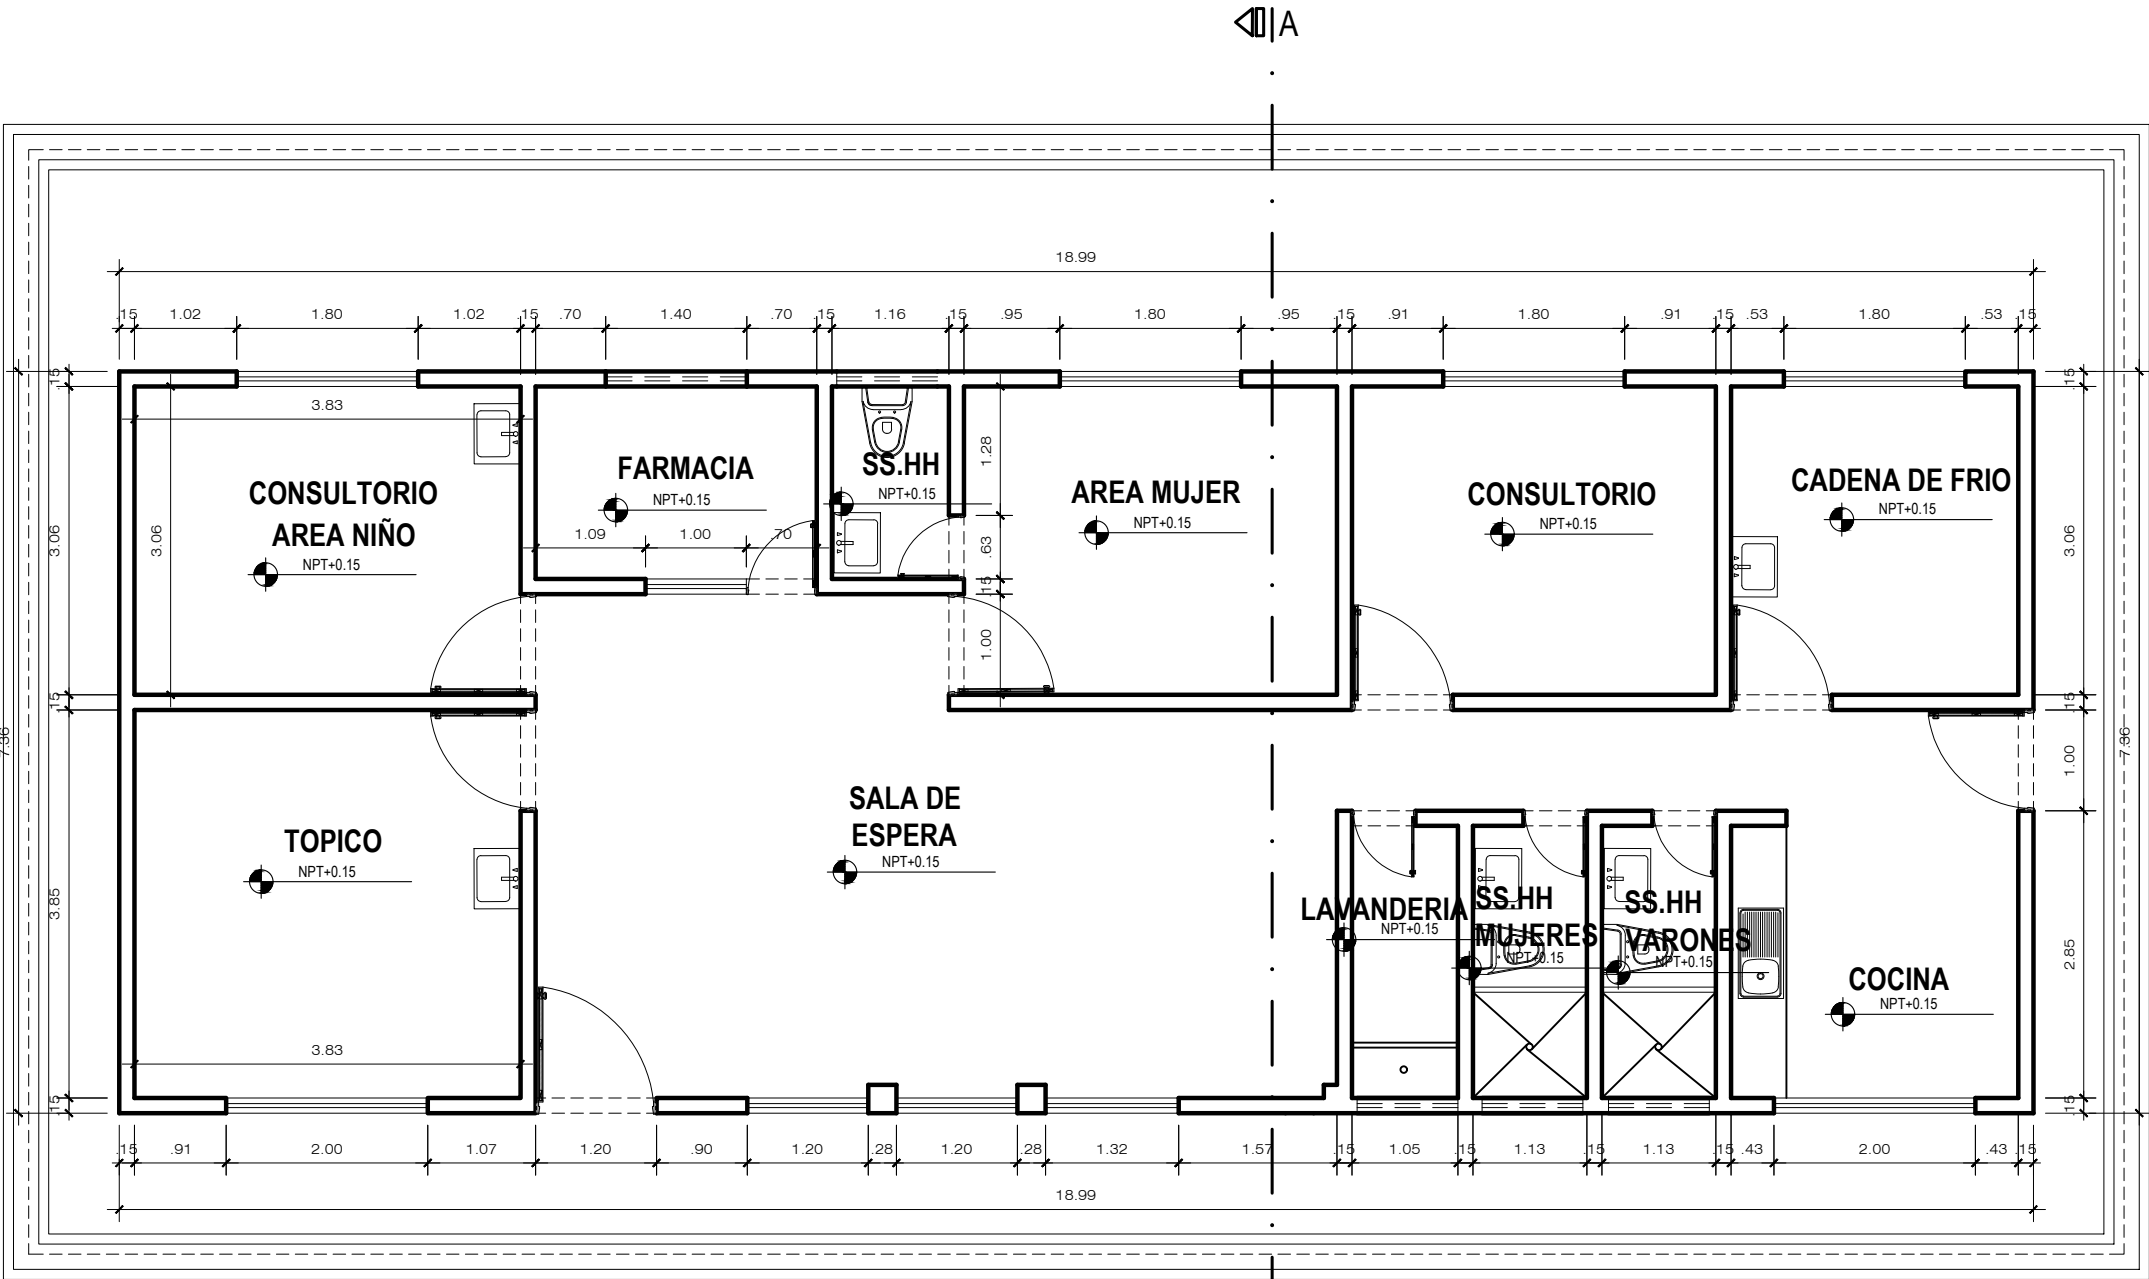 A
18.99
.15 1.02 1.80 1.02 .15 .70 1.40 .70 .15 1.16 .15 .95 1.80 .95 .15 .91 1.80 .91 .15 .53 1.80 .53 .15
.15
.15
3.83
1.28
FARMACIA
NPT+0.15
SS.HH
NPT+0.15
CONSULTORIO
AREA NIÑO
NPT+0.15
AREA MUJER
NPT+0.15
CONSULTORIO
NPT+0.15
CADENA DE FRIO
NPT+0.15
3.06
3.06
3.06
1.09 1.00 .70
.63
.15
1.00
.15
.15
7.36
7.36
1.00
SALA DE
ESPERA
NPT+0.15
TOPICO
NPT+0.15
3.85
LAVANDERIA
NPT+0.15
SS.HH
MUJERES
NPT+0.15
SS.HH
VARONES
NPT+0.15
COCINA
NPT+0.15
2.85
3.83
.15
.15
.15 .91 2.00 1.07 1.20 .90 1.20 .28 1.20 .28 1.32 1.57 .15 1.05 .15 1.13 .15 1.13 .15 .43 2.00 .43 .15
18.99